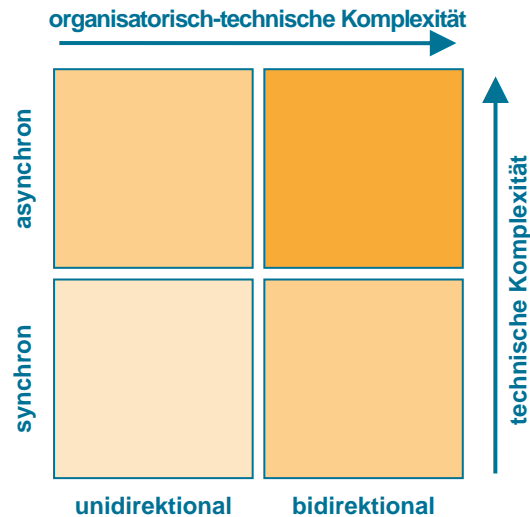 organisatorisch-technische Komplexität
asynchron
technische Komplexität
synchron
unidirektional
bidirektional